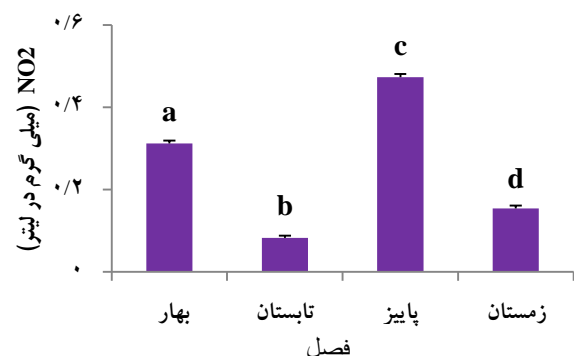 NO2 (میلی گرم در لیتر)
۰/۶
۰/۴
۰/۲
۰
a
b
c
d
بهار
تابستان
پاییز
زمستان
فصل